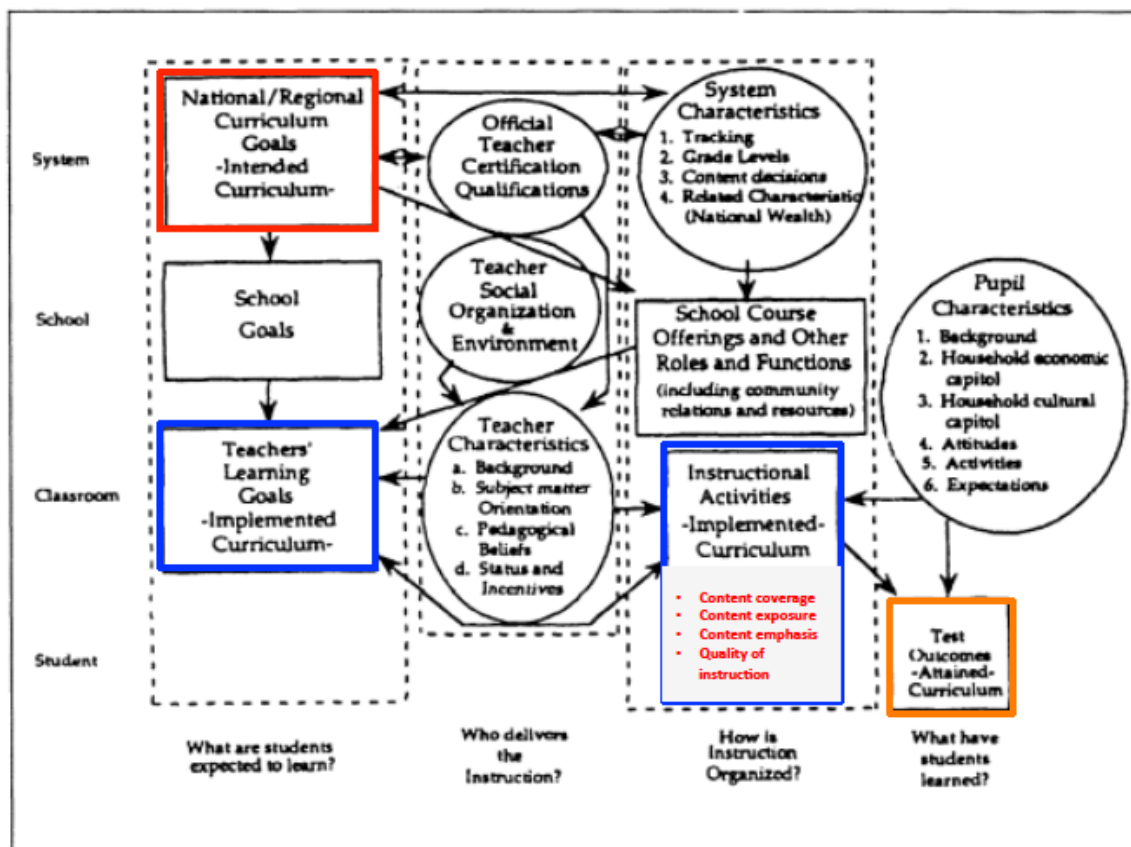 System
School
Classroom
Student
National/Regional
Curriculum
Goals
-Intended
Curriculum-
School
Goals
Teachers'
Learning
Goals
-Implemented
Curriculum-
What are students
expected to learn?
Official
Teacher
Certification
Qualifications
Teacher
Social
Organization
&
Environment
Teacher
Characteristics
a. Background
b. Subject matter
Orientation
c. Pedagogical
Beliefs
d. Status and
Incentives
Who delivers
the
Instruction?
System
Characteristics
1. Tracking
2. Grade Levels
3. Content decisions
4. Related Characteristic
(National Wealth)
School Course
Offerings and Other
Roles and Functions
(including community
relations and resources)
Instructional
Activities
-Implemented-
Curriculum
• Content coverage
• Content exposure
• Content emphasis
• Quality of
instruction
How is
Instruction
Organized?
Pupil
Characteristics
1. Background
2. Household economic
capitol
3. Household cultural
capitol
4. Attitudes
5. Activities
6. Expectations
Test
Outcomes
-Attained-
Curriculum
What have
students
learned?